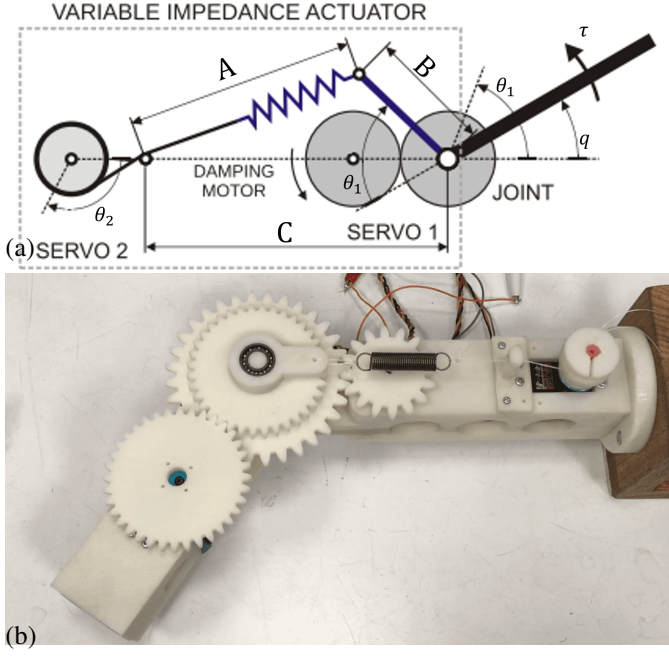 VARIABLE IMPEDANCE ACTUATOR
A
B
τ
θ₁
q
DAMPING
MOTOR
θ₁
JOINT
θ₂
C
SERVO 1
(a) SERVO 2
(b)